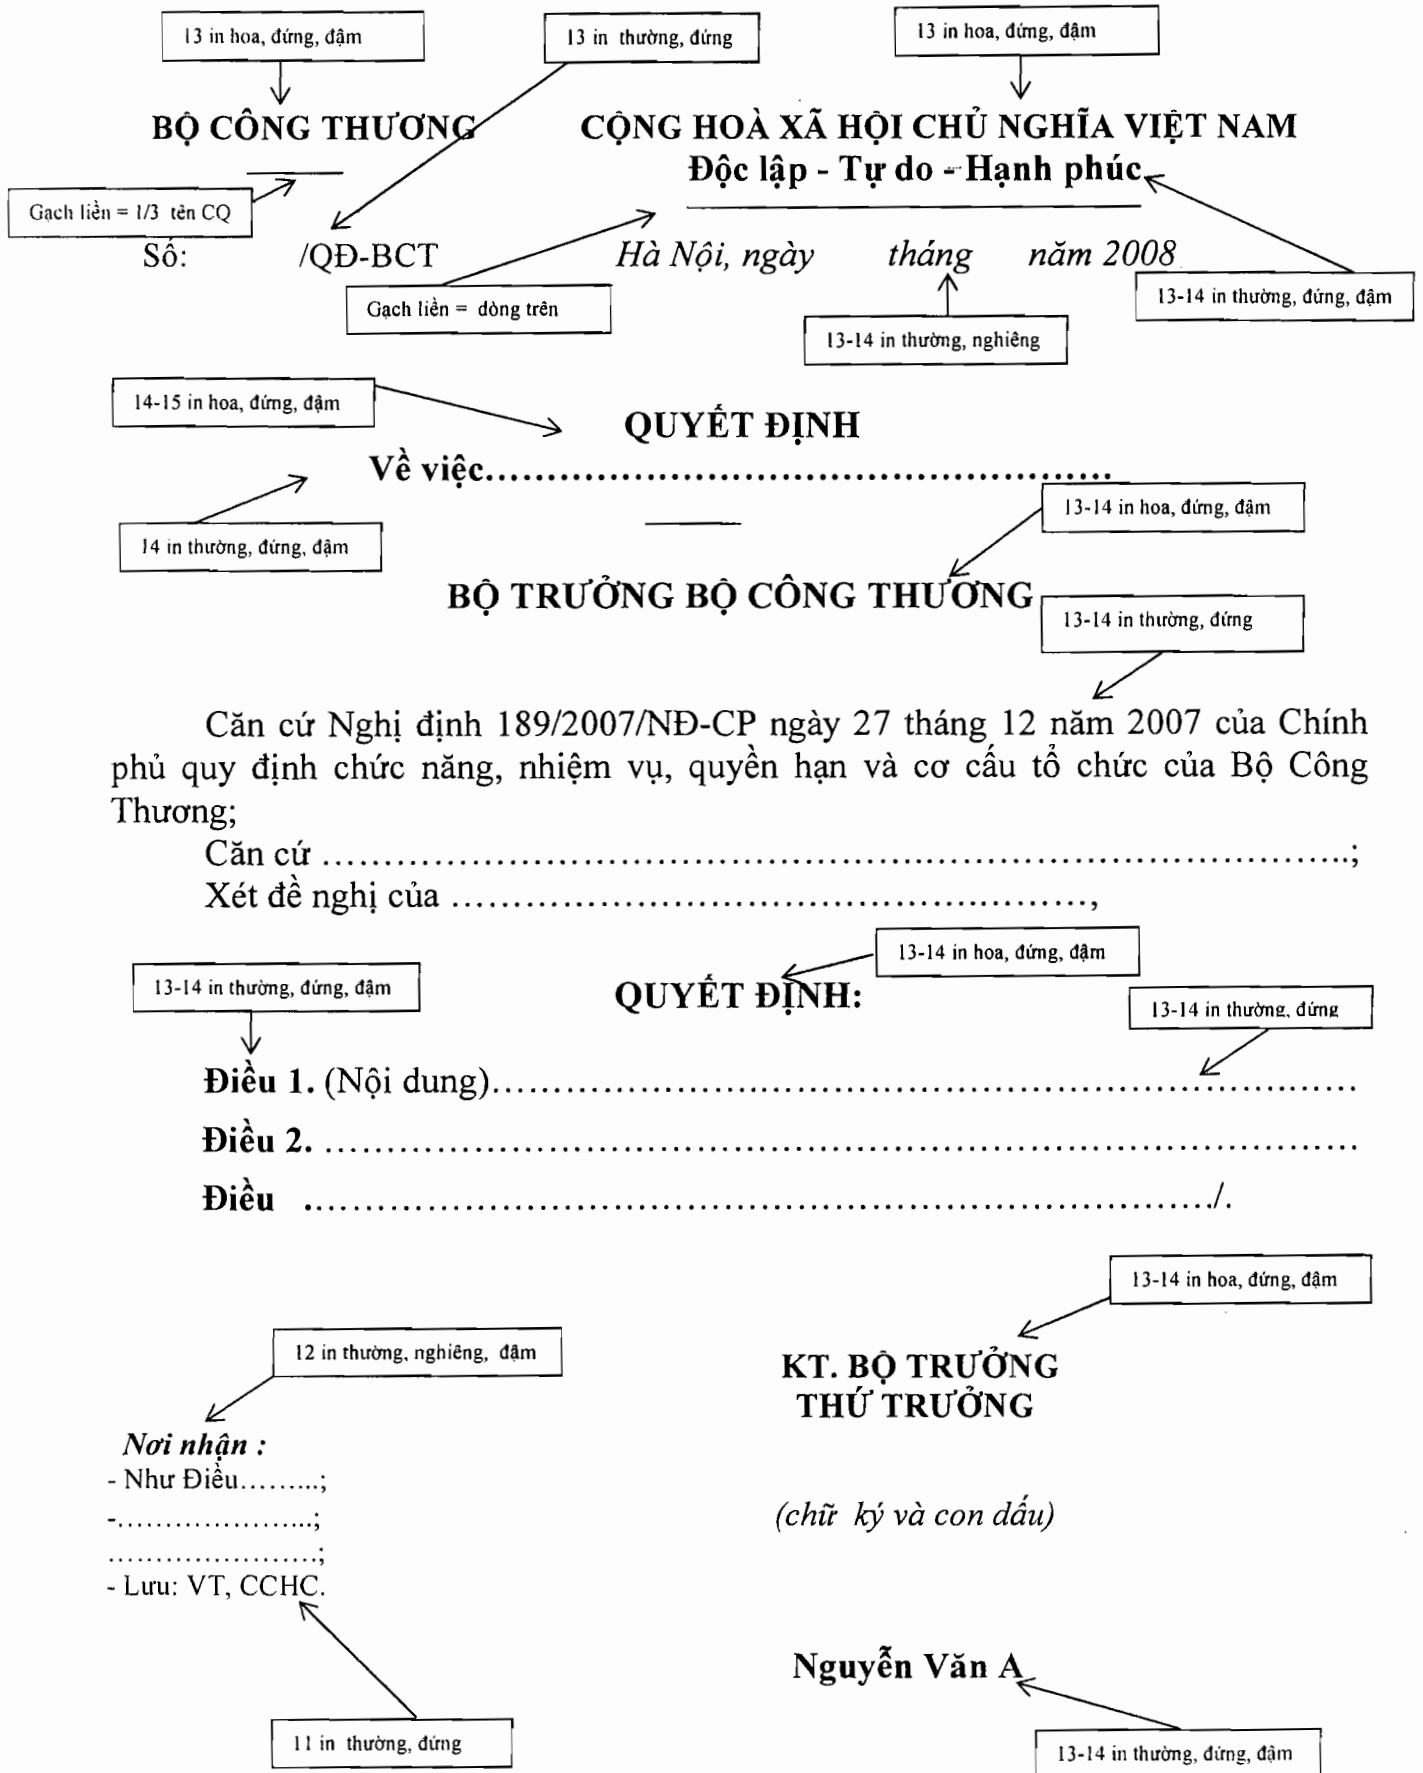 13 in hoa, đứng, đậm
13 in thường, đứng
13 in hoa, đứng, đậm
BỘ CÔNG THƯƠNG
CỘNG HOÀ XÃ HỘI CHỦ NGHĨA VIỆT NAM
Độc lập - Tự do - Hạnh phúc
Gạch liền = 1/3 tên CQ
Số: /QĐ-BCT
Hà Nội, ngày tháng năm 2008
Gạch liền = dòng trên
13-14 in thường, đứng, đậm
13-14 in thường, nghiêng
14-15 in hoa, đứng, đậm
QUYẾT ĐỊNH
Về việc..................................................
13-14 in hoa, đứng, đậm
14 in thường, đứng, đậm
BỘ TRƯỞNG BỘ CÔNG THƯƠNG
13-14 in thường, đứng
Căn cứ Nghị định 189/2007/NĐ-CP ngày 27 tháng 12 năm 2007 của Chính
phủ quy định chức năng, nhiệm vụ, quyền hạn và cơ cấu tổ chức của Bộ Công
Thương;
Căn cứ ....................................................................................;
Xét đề nghị của ....................................................,
13-14 in hoa, đứng, đậm
13-14 in thường, đứng, đậm
QUYẾT ĐỊNH:
13-14 in thường, đứng
Điều 1. (Nội dung)......................................................................
Điều 2. ....................................................................................
Điều ........................................................................../.
13-14 in hoa, đứng, đậm
12 in thường, nghiêng, đậm
KT. BỘ TRƯỞNG
THỨ TRƯỞNG
Nơi nhận :
- Như Điều.........;
(chữ ký và con dấu)
-.....................;
......................;
- Lưu: VT, CCHC.
Nguyễn Văn A
11 in thường, đứng
13-14 in thường, đứng, đậm